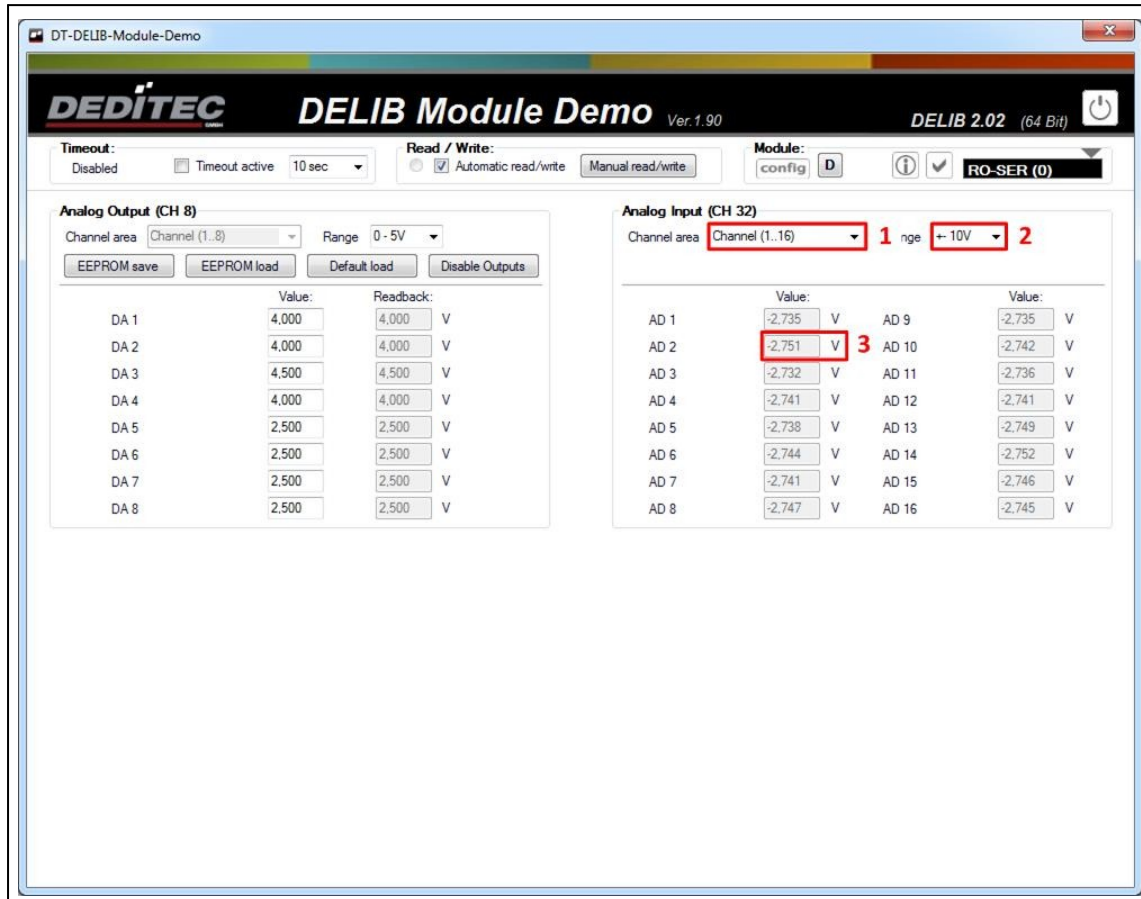 DT-DELIB-Module-Demo
x
DEDITEC
GMBH
DELIB Module Demo Ver. 1.90
DELIB 2.02 (64 Bit)
Timeout:
Disabled Timeout active 10 sec
Read / Write:
Automatic read/write Manual read/write
Module:
config D i RO-SER (0)
Analog Output (CH 8)
Channel area Channel (1..8) Range 0 - 5V
EEPROM save EEPROM load Default load Disable Outputs
Value: Readback:
DA 1 4,000 4,000 V
DA 2 4,000 4,000 V
DA 3 4,500 4,500 V
DA 4 4,000 4,000 V
DA 5 2,500 2,500 V
DA 6 2,500 2,500 V
DA 7 2,500 2,500 V
DA 8 2,500 2,500 V
Analog Input (CH 32)
Channel area Channel (1..16) 1 nge +- 10V 2
Value: Value:
AD 1 -2,735 V AD 9 -2,735 V
AD 2 -2,751 V 3 AD 10 -2,742 V
AD 3 -2,732 V AD 11 -2,736 V
AD 4 -2,741 V AD 12 -2,741 V
AD 5 -2,738 V AD 13 -2,749 V
AD 6 -2,744 V AD 14 -2,752 V
AD 7 -2,741 V AD 15 -2,746 V
AD 8 -2,747 V AD 16 -2,745 V